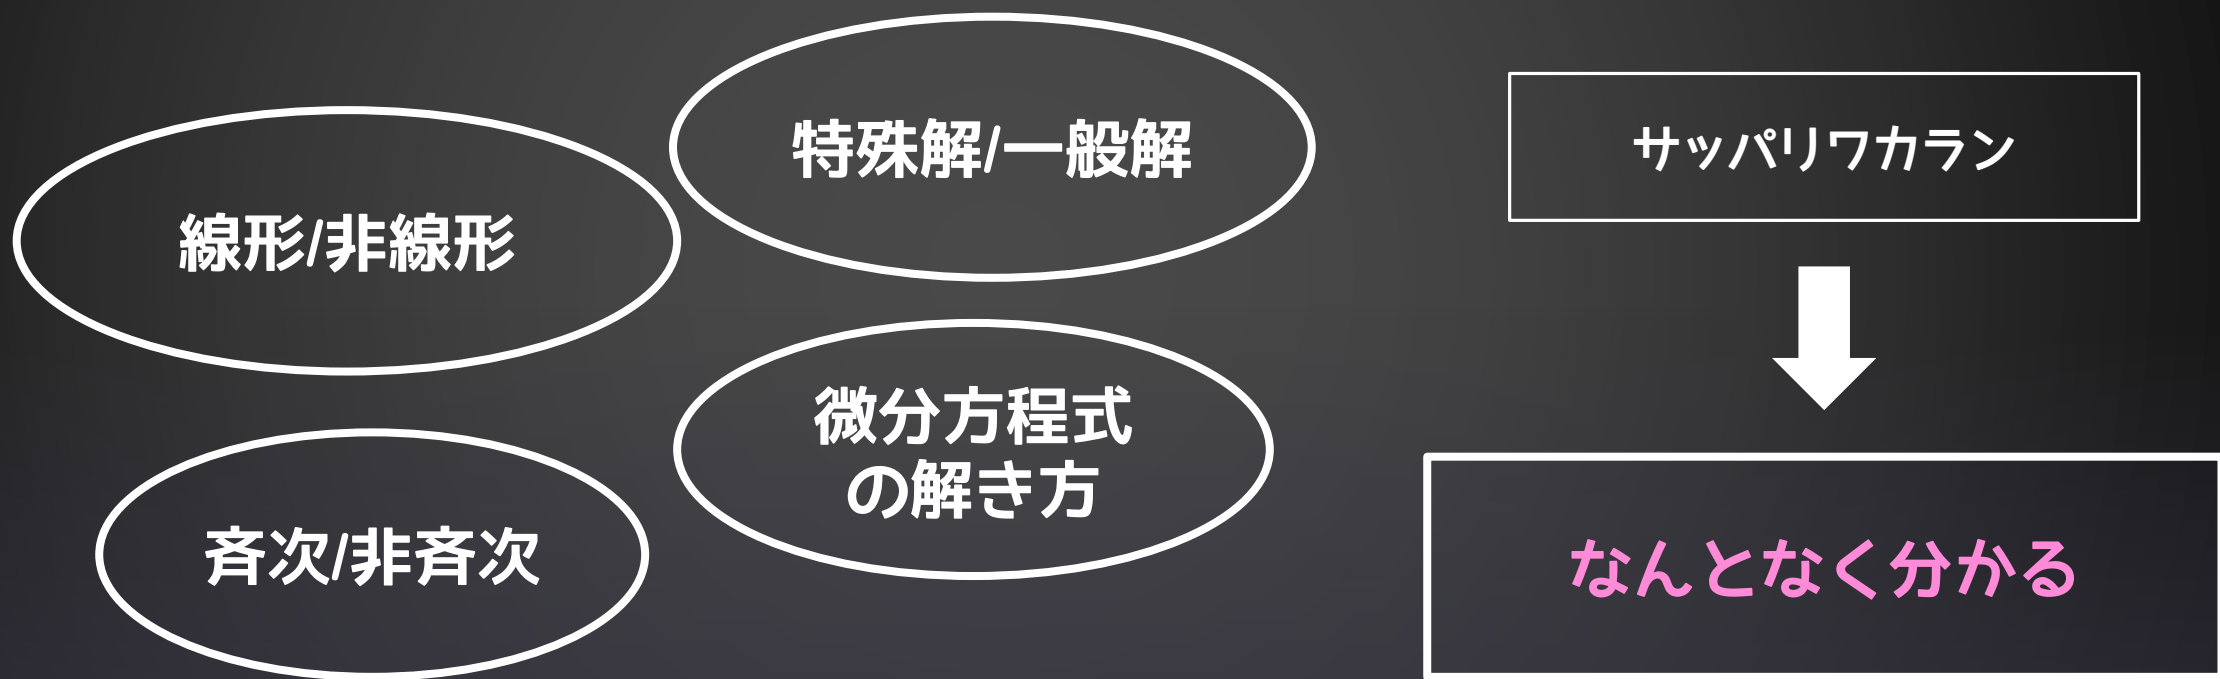 特殊解/一般解
線形/非線形
微分方程式
の解き方
斉次/非斉次
サッパリワカラン
なんとなく分かる